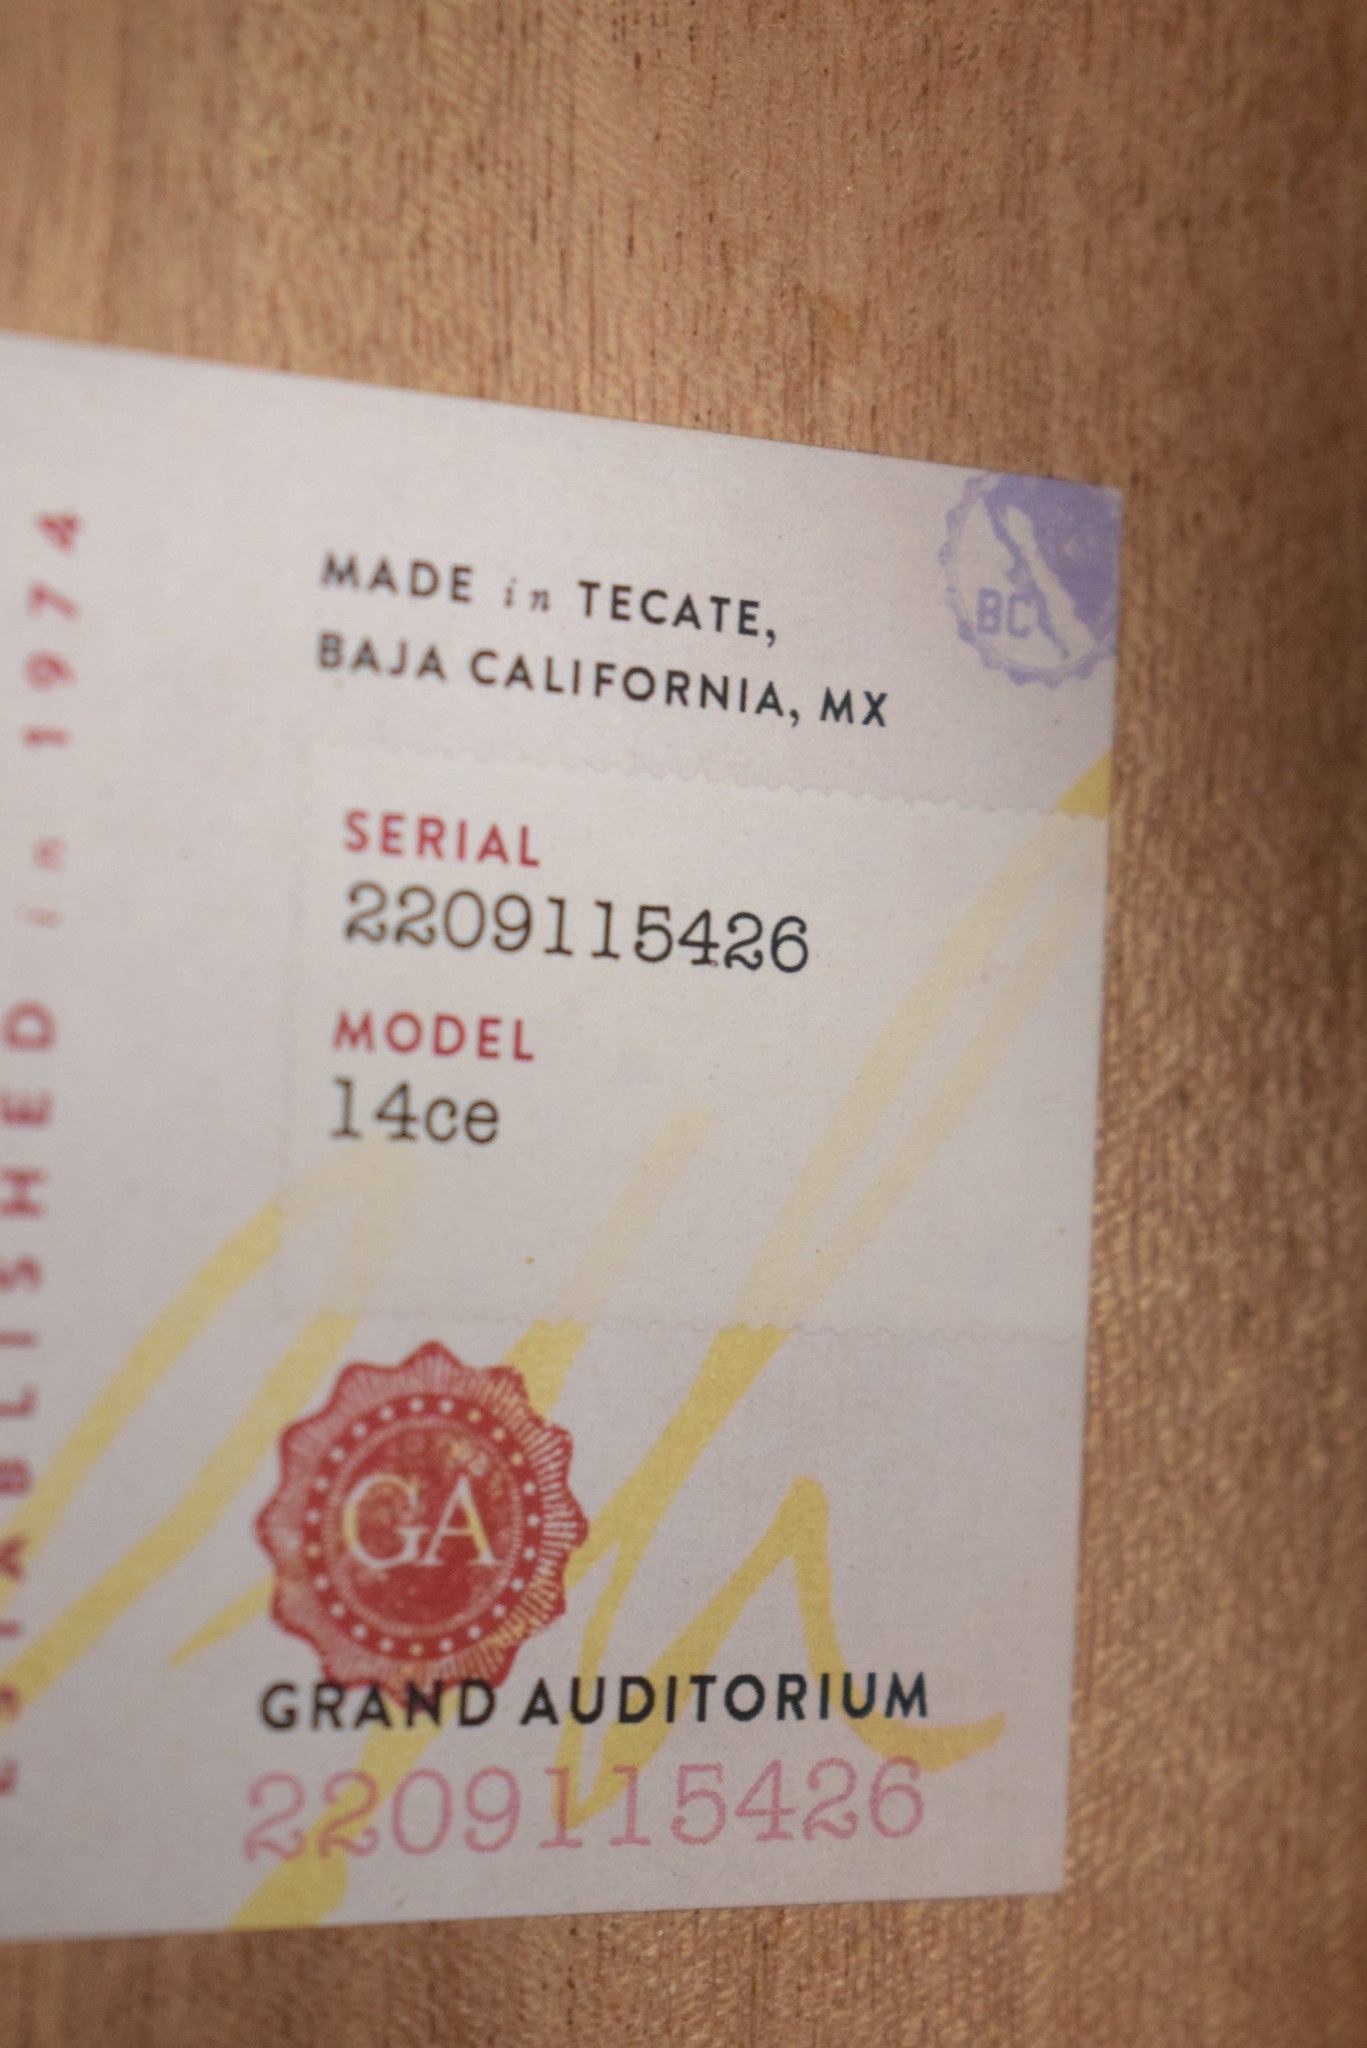 ESTABLISHED in 1974
MADE in TECATE,
BAJA CALIFORNIA, MX
BC
SERIAL
2209115426
MODEL
14ce
GA
GRAND AUDITORIUM
2209115426